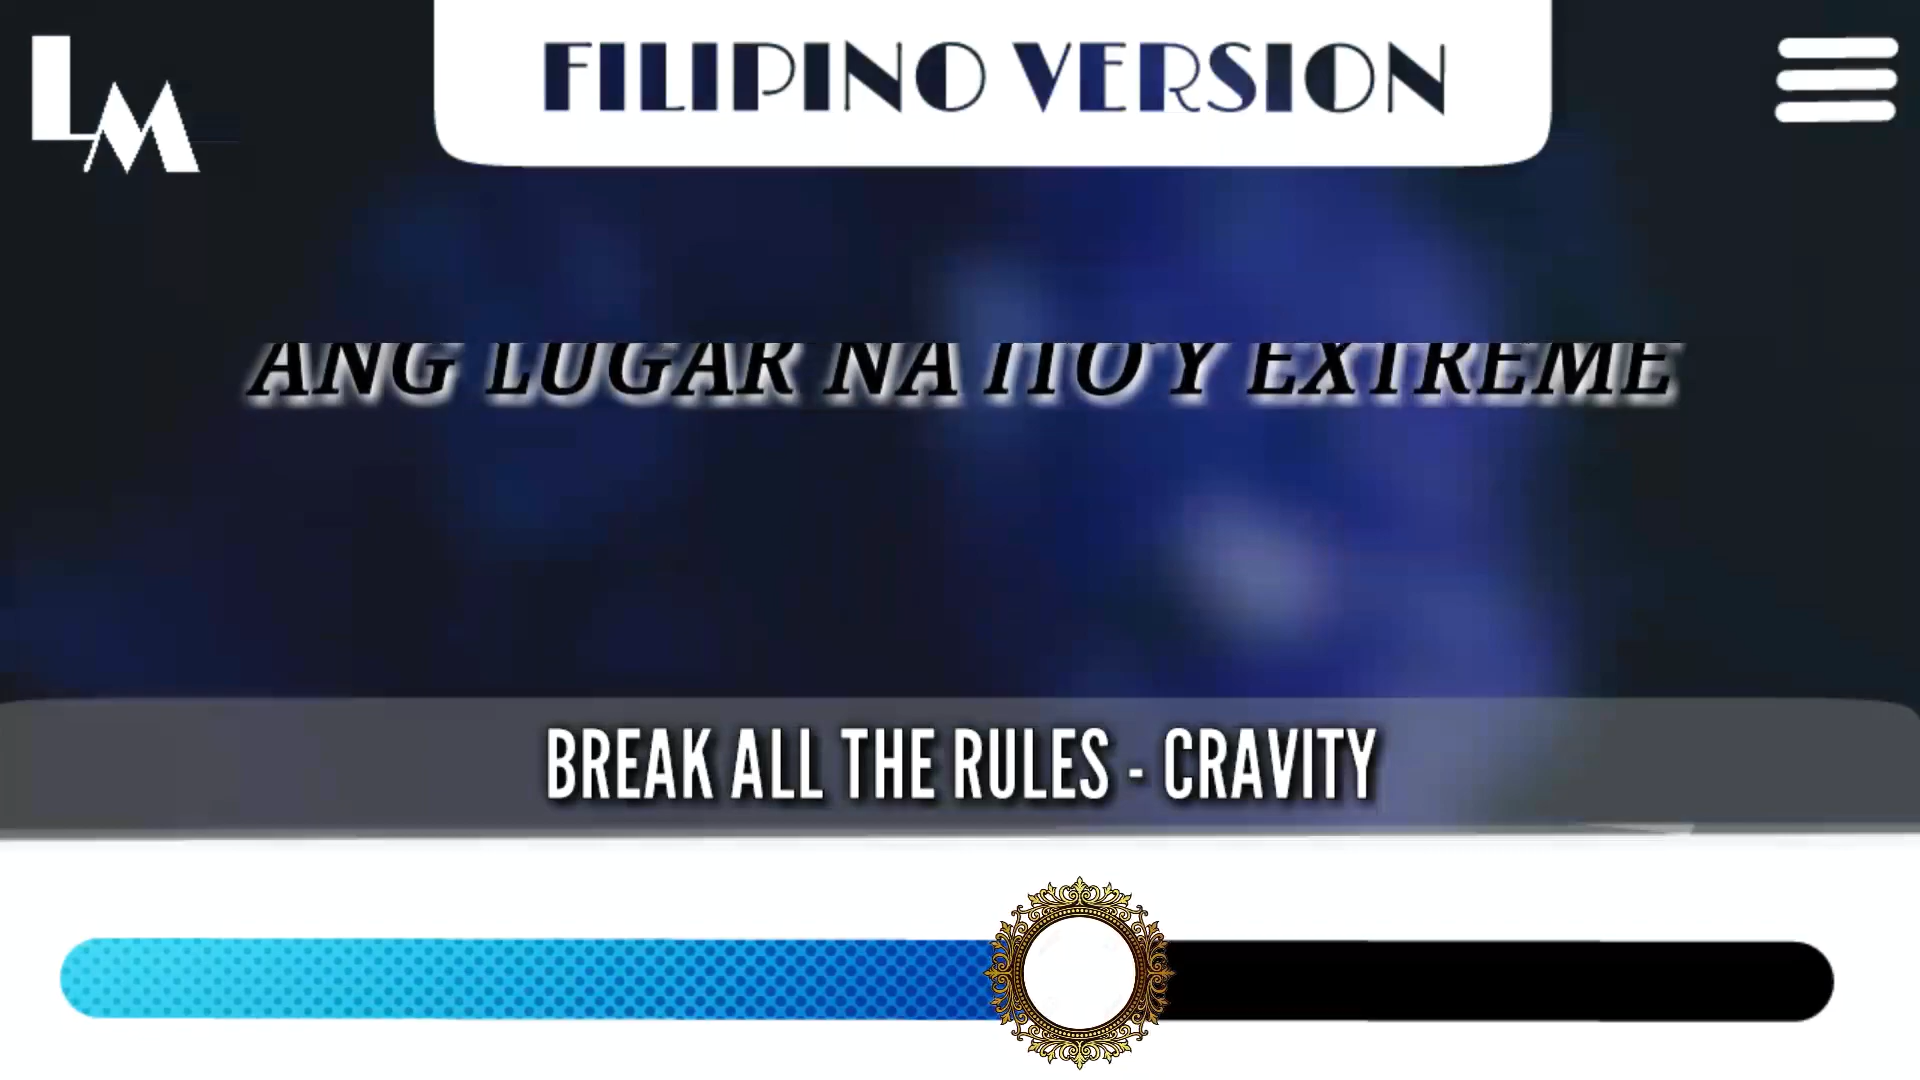 LM
FILIPINO VERSION
ANG LUGAR NA ITO'Y EXTREME
BREAK ALL THE RULES - CRAVITY